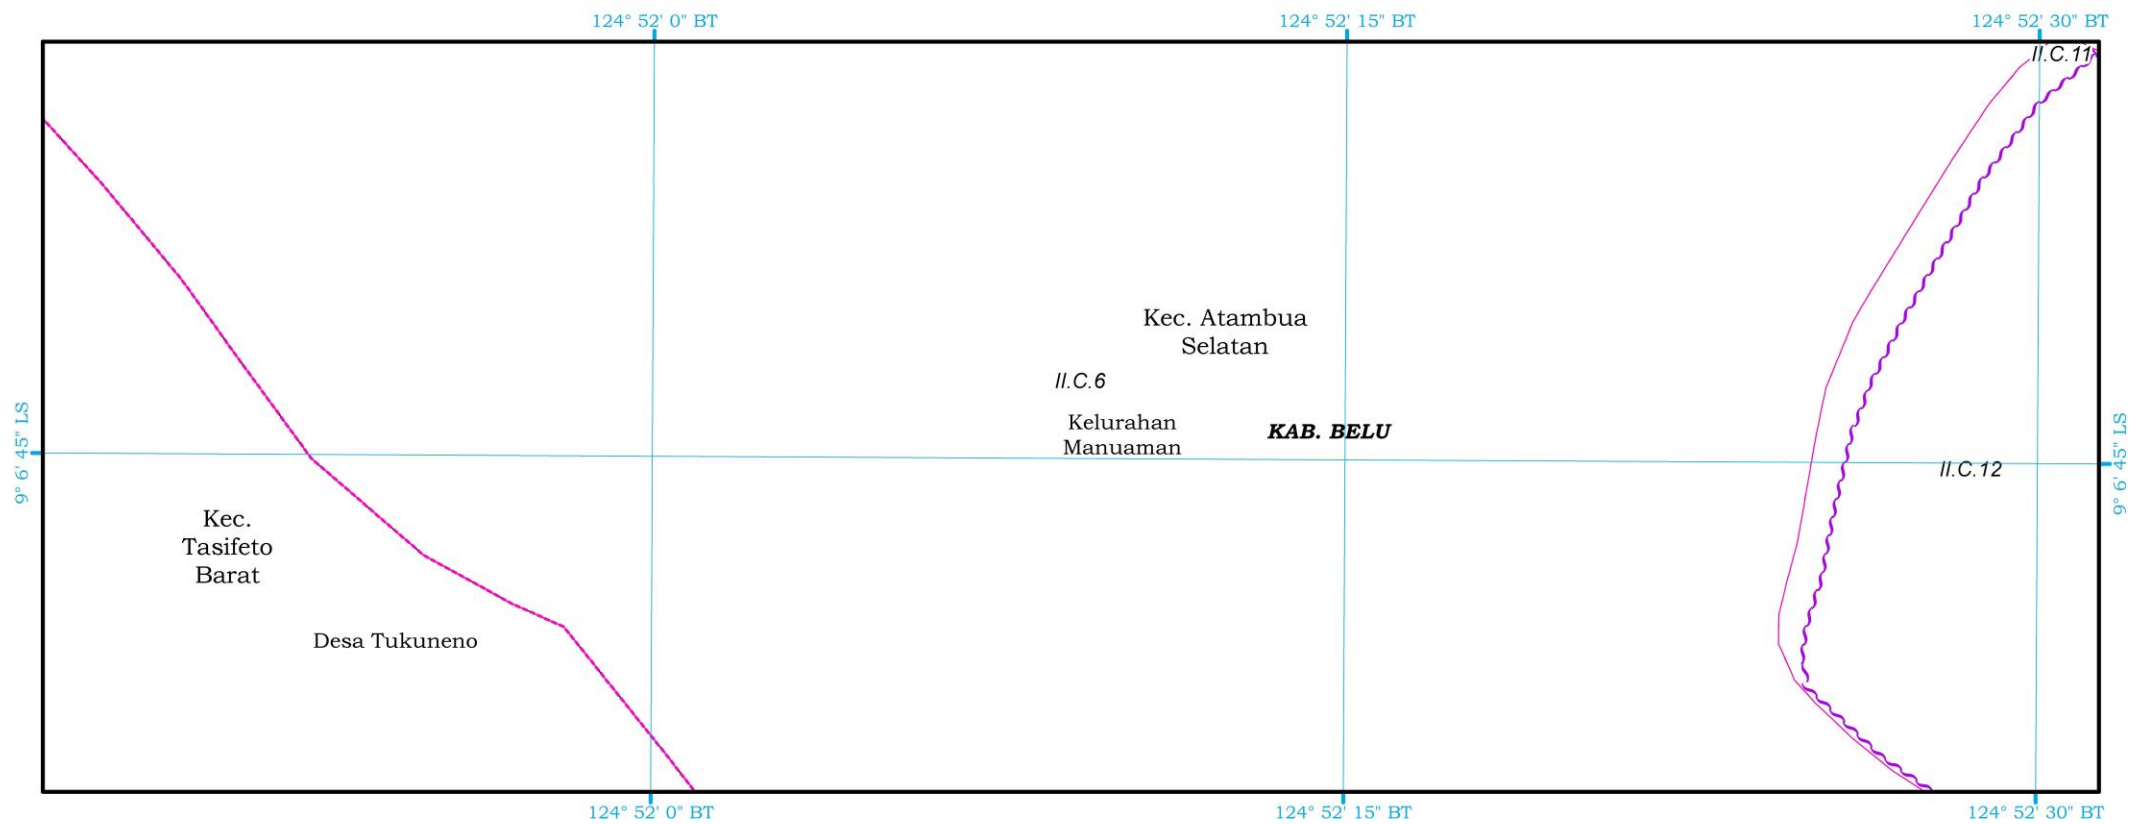 124° 52' 0" BT
124° 52' 15" BT
124° 52' 30" BT
II.C.11
Kec. Atambua
Selatan
II.C.6
Kelurahan
Manuaman
KAB. BELU
9° 6' 45" LS
9° 6' 45" LS
II.C.12
Kec.
Tasifeto
Barat
Desa Tukuneno
124° 52' 0" BT
124° 52' 15" BT
124° 52' 30" BT